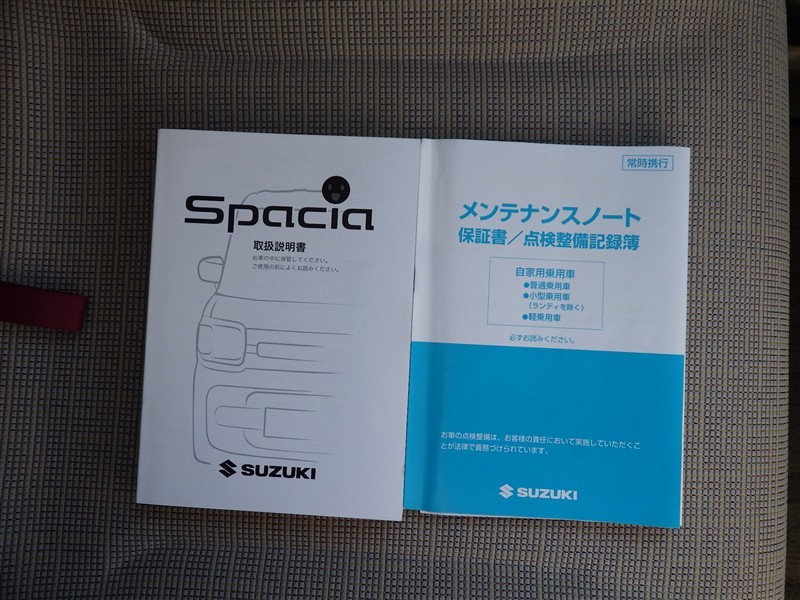 Spacia
取扱説明書
お車の中に保管してください。
ご使用の前によくお読みください。
SUZUKI
常時携行
メンテナンスノート
保証書／点検整備記録簿
自家用乗用車
●普通乗用車
●小型乗用車
（ランディを除く）
●軽乗用車
必ずお読みください。
お車の点検整備は、お客様の責任において実施していただくこ
とが法律で義務づけられています。
SUZUKI